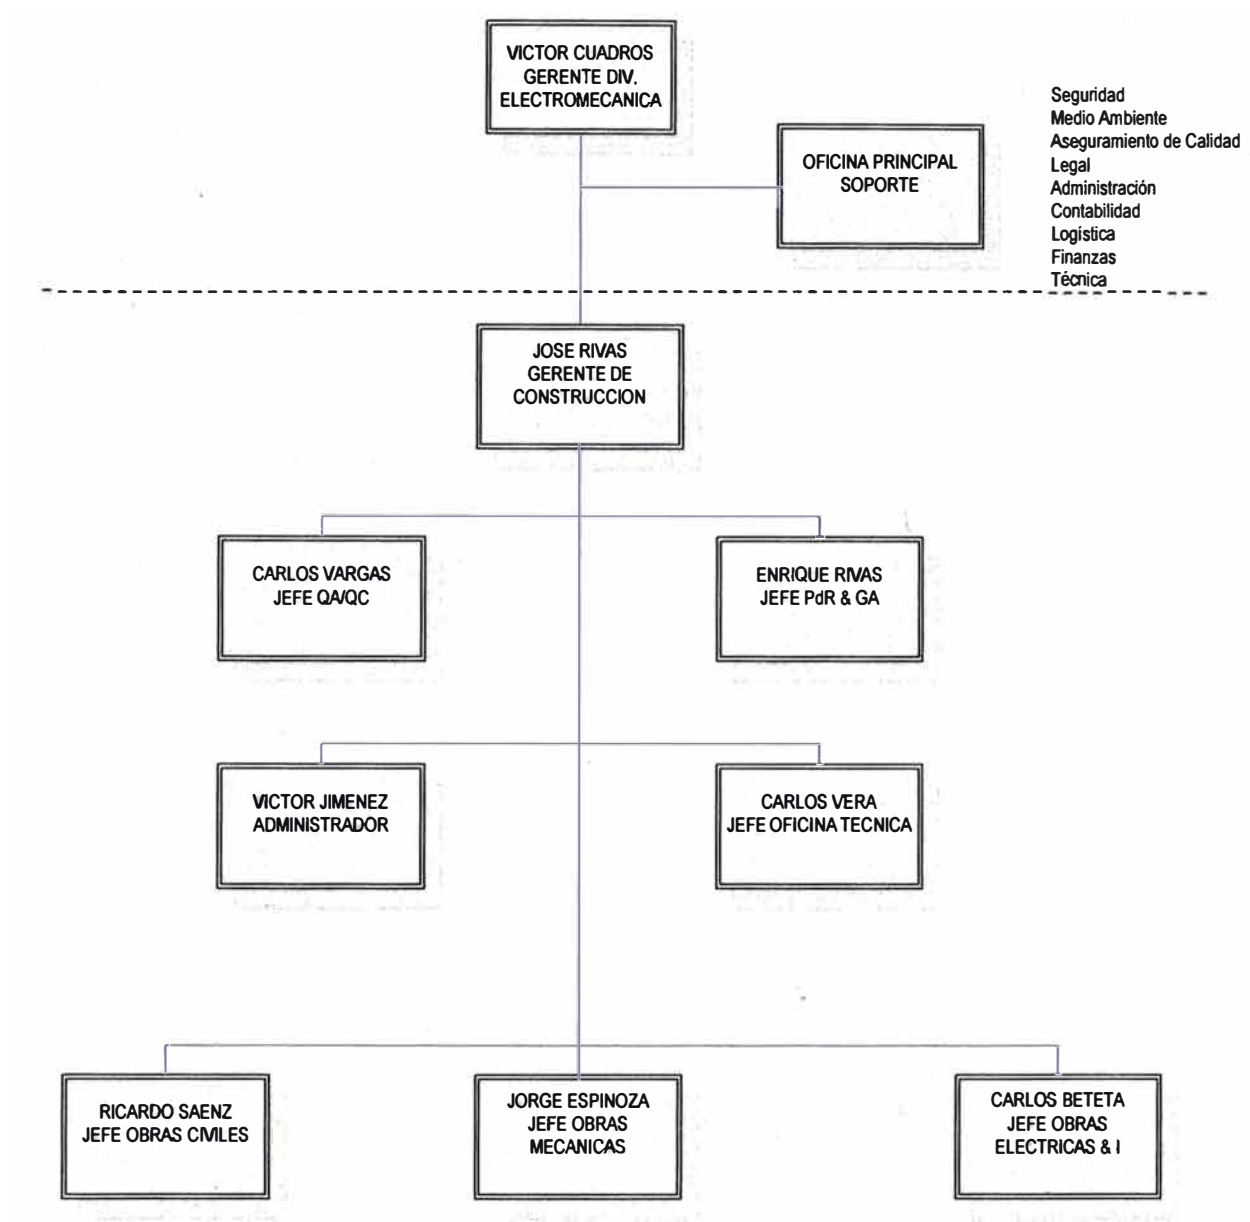 VICTOR CUADROS
GERENTE DIV.
ELECTROMECANICA
Seguridad
Medio Ambiente
Aseguramiento de Calidad
Legal
Administración
Contabilidad
Logística
Finanzas
Técnica
OFICINA PRINCIPAL
SOPORTE
JOSE RIVAS
GERENTE DE
CONSTRUCCION
CARLOS VARGAS
JEFE QA/QC
ENRIQUE RIVAS
JEFE PdR & GA
VICTOR JIMENEZ
ADMINISTRADOR
CARLOS VERA
JEFE OFICINA TECNICA
RICARDO SAENZ
JEFE OBRAS CIVILES
JORGE ESPINOZA
JEFE OBRAS
MECANICAS
CARLOS BETETA
JEFE OBRAS
ELECTRICAS & I